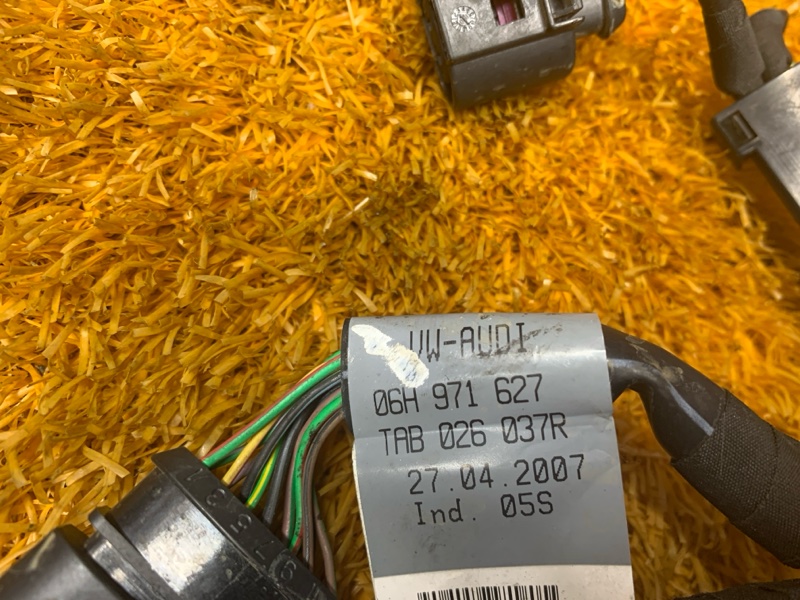 VW-AUDI
06H 971 627
TAB 026 037R
27.04.2007
Ind. 05S